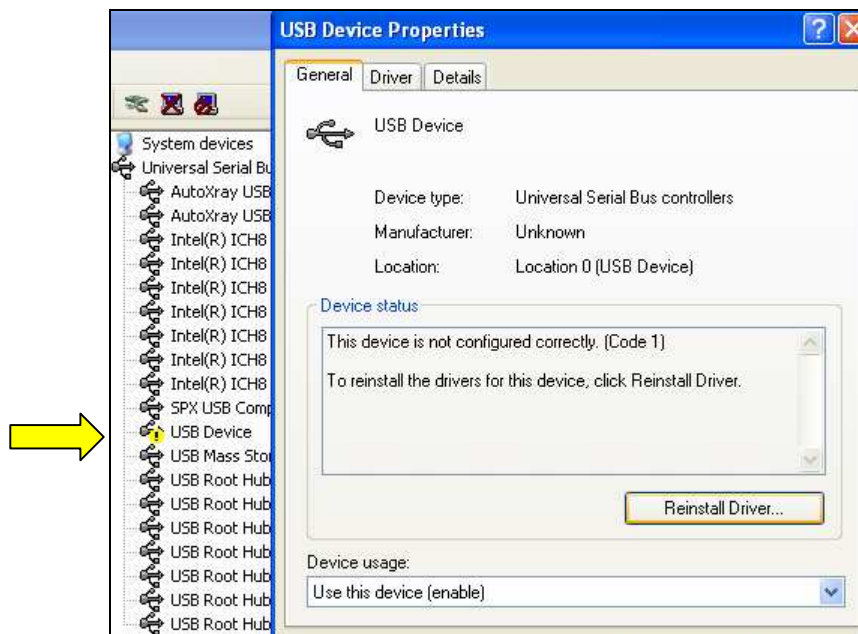 USB Device Properties
General
Driver
Details
USB Device
Device type:
Universal Serial Bus controllers
Manufacturer:
Unknown
Location:
Location 0 (USB Device)
Device status
This device is not configured correctly. (Code 1)
To reinstall the drivers for this device, click Reinstall Driver.
Reinstall Driver...
Device usage:
Use this device (enable)
System devices
Universal Serial Bu
AutoXray USB
AutoXray USB
Intel(R) ICH8
Intel(R) ICH8
Intel(R) ICH8
Intel(R) ICH8
Intel(R) ICH8
Intel(R) ICH8
Intel(R) ICH8
SPX USB Comp
USB Device
USB Mass Stor
USB Root Hub
USB Root Hub
USB Root Hub
USB Root Hub
USB Root Hub
USB Root Hub
USB Root Hub